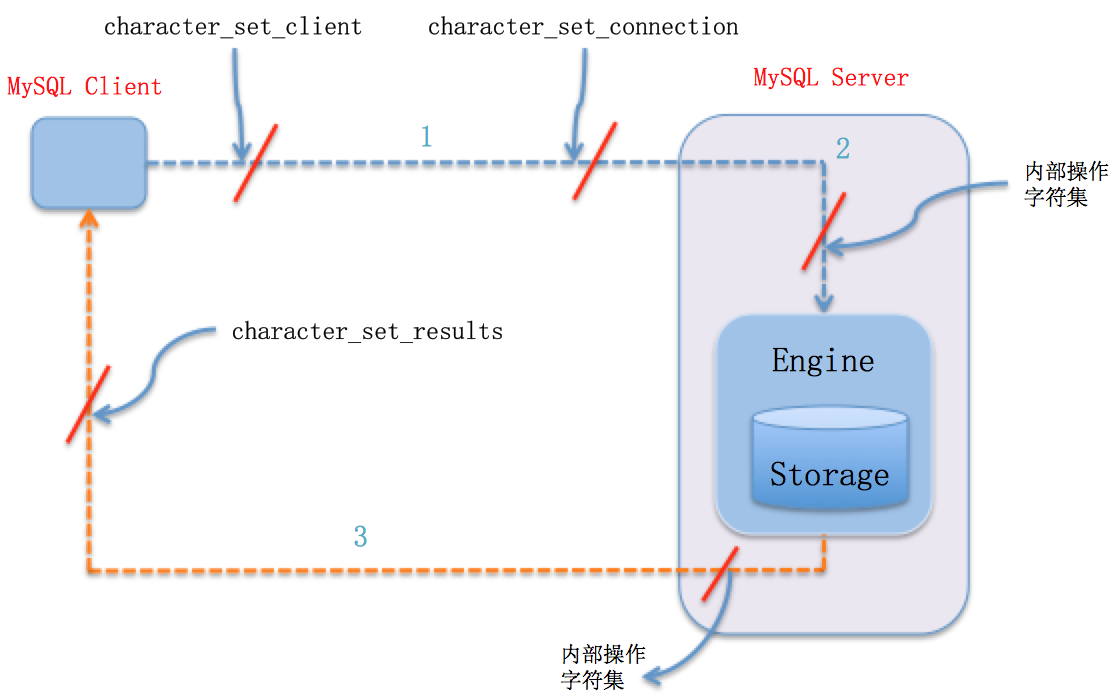 character_set_client
character_set_connection
MySQL Client
MySQL Server
1
2
内部操作
字符集
character_set_results
Engine
Storage
3
内部操作
字符集